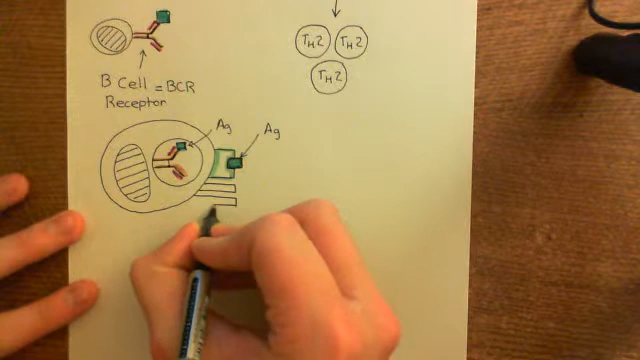 B Cell = BCR
Receptor
TH2 TH2
TH2
Ag
Ag